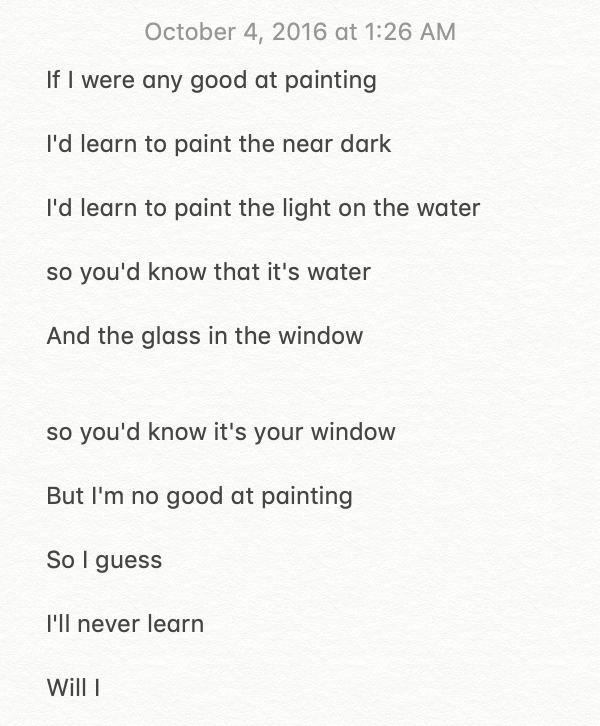 October 4, 2016 at 1:26 AM
If I were any good at painting
I'd learn to paint the near dark
I'd learn to paint the light on the water
so you'd know that it's water
And the glass in the window
so you'd know it's your window
But I'm no good at painting
So I guess
I'll never learn
Will I